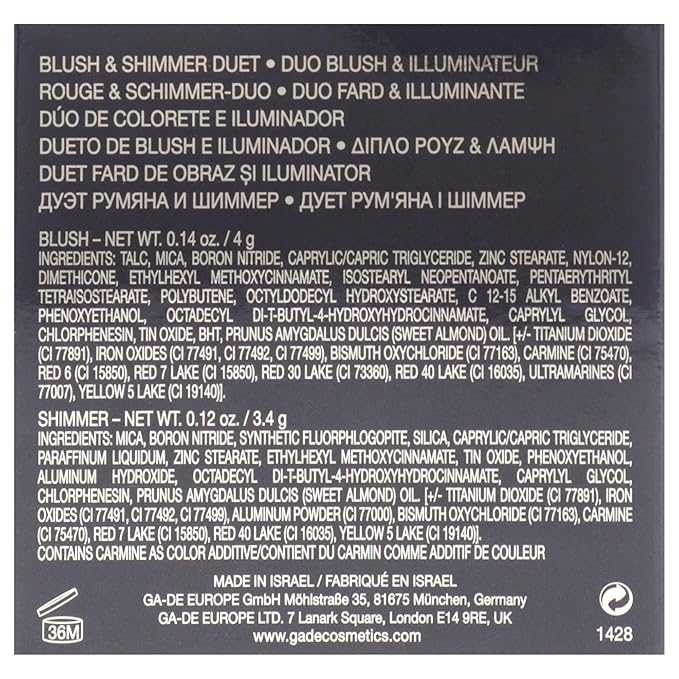 BLUSH & SHIMMER DUET • DUO BLUSH & ILLUMINATEUR
ROUGE & SCHIMMER-DUO • DUO FARD & ILLUMINANTE
DÚO DE COLORETE E ILUMINADOR
DUETO DE BLUSH E ILUMINADOR • ΔΙΠΛΟ ΡΟΥΖ & ΛΑΜΨΗ
DUET FARD DE OBRAZ ȘI ILUMINATOR
ДУЭТ РУМЯНА И ШИММЕР • ДУЕТ РУМ'ЯНА І ШІММЕР
BLUSH – NET WT. 0.14 oz. / 4 g
INGREDIENTS: TALC, MICA, BORON NITRIDE, CAPRYLIC/CAPRIC TRIGLYCERIDE, ZINC STEARATE, NYLON-12,
DIMETHICONE, ETHYLHEXYL METHOXYCINNAMATE, ISOSTEARYL NEOPENTANOATE, PENTAERYTHRITYL
TETRAISOSTEARATE, POLYBUTENE, OCTYLDODECYL HYDROXYSTEARATE, C 12-15 ALKYL BENZOATE,
PHENOXYETHANOL, OCTADECYL DI-T-BUTYL-4-HYDROXYHYDROCINNAMATE, CAPRYLYL GLYCOL,
CHLORPHENESIN, TIN OXIDE, BHT, PRUNUS AMYGDALUS DULCIS (SWEET ALMOND) OIL. [+/- TITANIUM DIOXIDE
(CI 77891), IRON OXIDES (CI 77491, CI 77492, CI 77499), BISMUTH OXYCHLORIDE (CI 77163), CARMINE (CI 75470),
RED 6 (CI 15850), RED 7 LAKE (CI 15850), RED 30 LAKE (CI 73360), RED 40 LAKE (CI 16035), ULTRAMARINES (CI
77007), YELLOW 5 LAKE (CI 19140)].
SHIMMER – NET WT. 0.12 oz. / 3.4 g
INGREDIENTS: MICA, BORON NITRIDE, SYNTHETIC FLUORPHLOGOPITE, SILICA, CAPRYLIC/CAPRIC TRIGLYCERIDE,
PARAFFINUM LIQUIDUM, ZINC STEARATE, ETHYLHEXYL METHOXYCINNAMATE, TIN OXIDE, PHENOXYETHANOL,
ALUMINUM HYDROXIDE, OCTADECYL DI-T-BUTYL-4-HYDROXYHYDROCINNAMATE, CAPRYLYL GLYCOL,
CHLORPHENESIN, PRUNUS AMYGDALUS DULCIS (SWEET ALMOND) OIL. [+/- TITANIUM DIOXIDE (CI 77891), IRON
OXIDES (CI 77491, CI 77492, CI 77499), ALUMINUM POWDER (CI 77000), BISMUTH OXYCHLORIDE (CI 77163), CARMINE
(CI 75470), RED 7 LAKE (CI 15850), RED 40 LAKE (CI 16035), YELLOW 5 LAKE (CI 19140)].
CONTAINS CARMINE AS COLOR ADDITIVE/CONTIENT DU CARMIN COMME ADDITIF DE COULEUR
MADE IN ISRAEL / FABRIQUÉ EN ISRAEL
GA-DE EUROPE GmbH Möhlstraße 35, 81675 München, Germany
GA-DE EUROPE LTD. 7 Lanark Square, London E14 9RE, UK
36M
www.gadecosmetics.com
1428